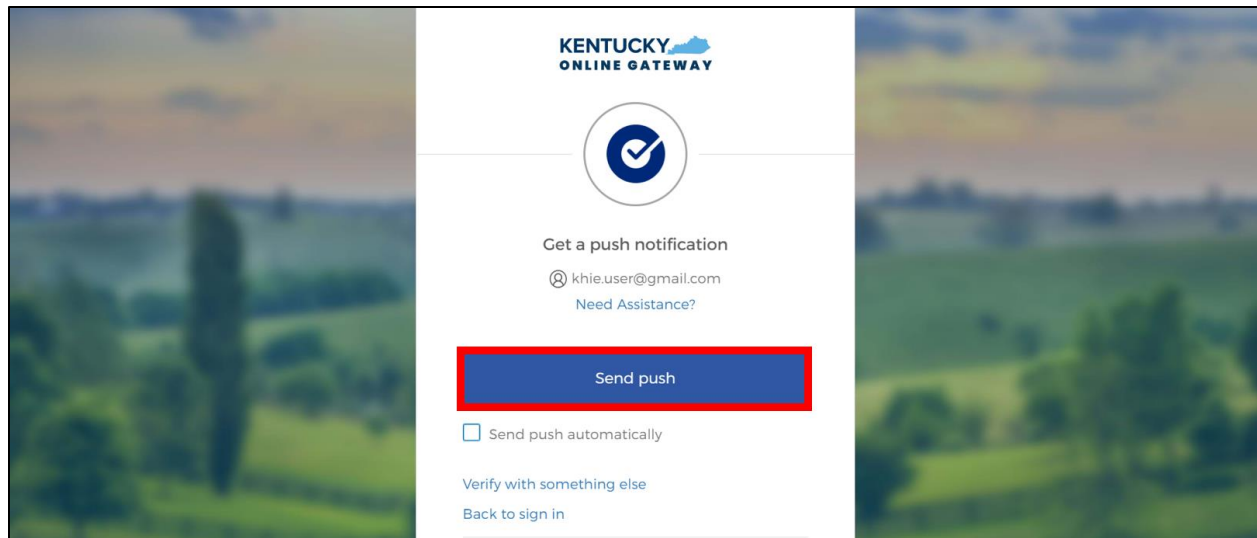 KENTUCKY
ONLINE GATEWAY
Get a push notification
khie.user@gmail.com
Need Assistance?
Send push
Send push automatically
Verify with something else
Back to sign in